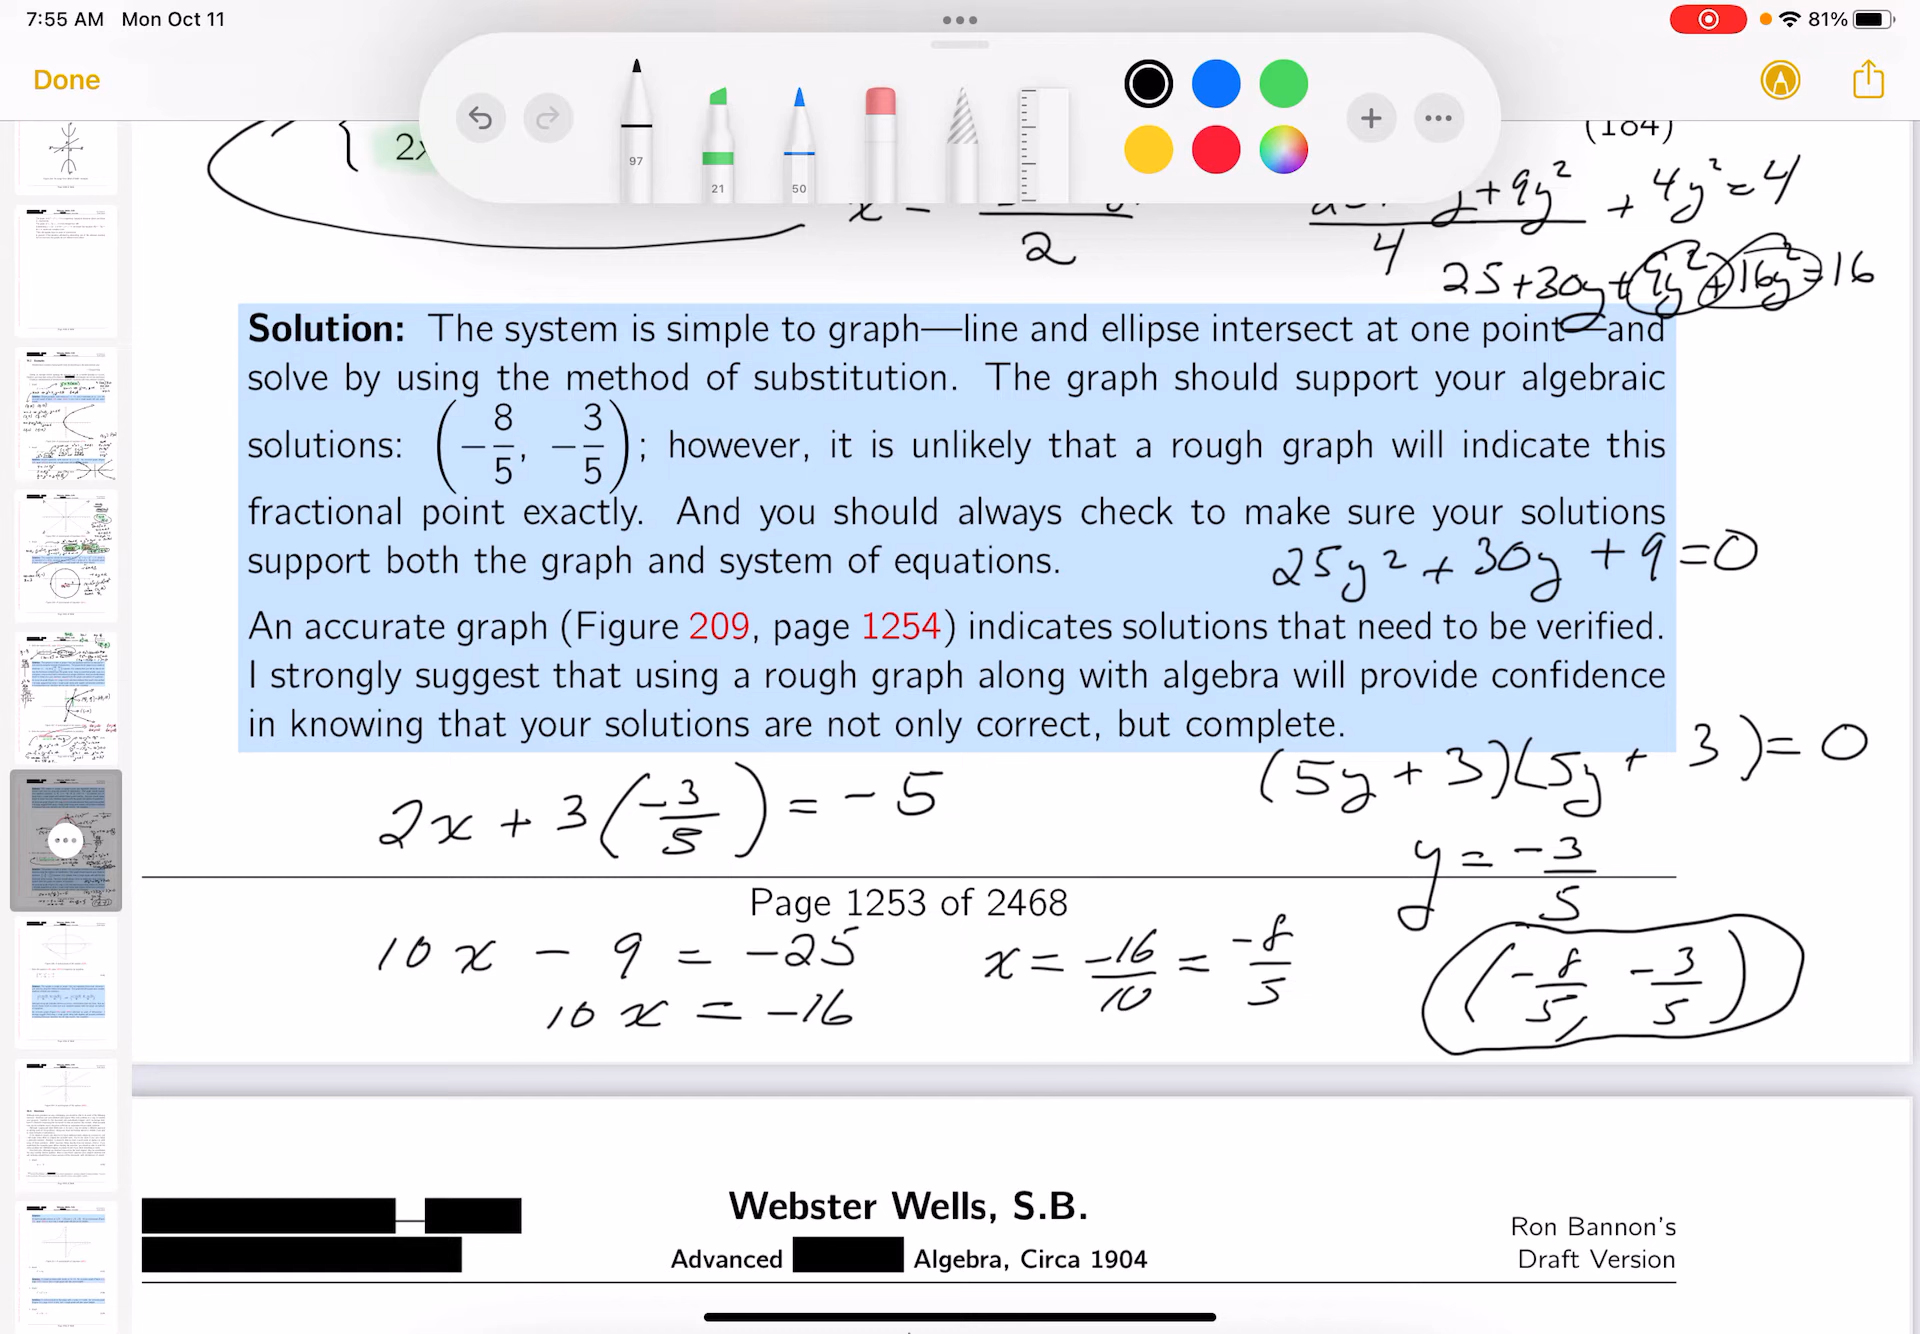 7:55 AM Mon Oct 11
81%
Done
97
21
50
2x
(184)
x =
2
y+9y² + 4y²=4
4
25+30y+9y²+16y²=16
Solution: The system is simple to graph—line and ellipse intersect at one point—and
solve by using the method of substitution. The graph should support your algebraic
solutions: (−8/5, −3/5); however, it is unlikely that a rough graph will indicate this
fractional point exactly. And you should always check to make sure your solutions
support both the graph and system of equations.
25y²+30y+9=0
An accurate graph (Figure 209, page 1254) indicates solutions that need to be verified.
I strongly suggest that using a rough graph along with algebra will provide confidence
in knowing that your solutions are not only correct, but complete.
(5y+3)(5y+3)=0
2x+3(-3/5)=-5
y=-3/5
Page 1253 of 2468
10x-9=-25
x=-16/10=-8/5
(-8/5, -3/5)
10x=-16
Webster Wells, S.B.
Advanced Algebra, Circa 1904
Ron Bannon's
Draft Version